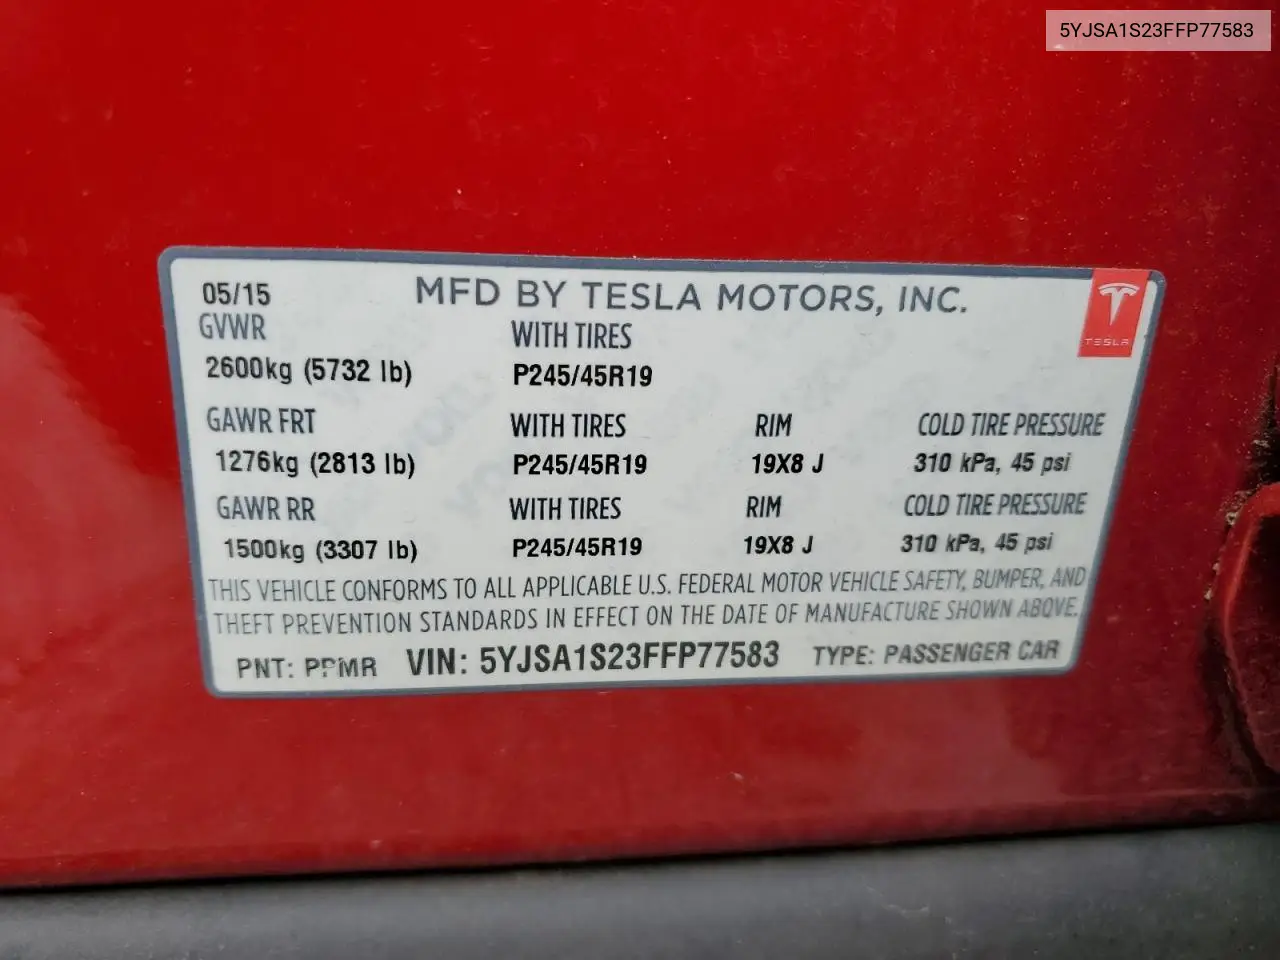 5YJSA1S23FFP77583
05/15 MFD BY TESLA MOTORS, INC.
TESLA
GVWR WITH TIRES
2600kg (5732 lb) P245/45R19
GAWR FRT WITH TIRES RIM COLD TIRE PRESSURE
1276kg (2813 lb) P245/45R19 19X8 J 310 kPa, 45 psi
GAWR RR WITH TIRES RIM COLD TIRE PRESSURE
1500kg (3307 lb) P245/45R19 19X8 J 310 kPa, 45 psi
THIS VEHICLE CONFORMS TO ALL APPLICABLE U.S. FEDERAL MOTOR VEHICLE SAFETY, BUMPER, AND
THEFT PREVENTION STANDARDS IN EFFECT ON THE DATE OF MANUFACTURE SHOWN ABOVE.
PNT: PPMR VIN: 5YJSA1S23FFP77583 TYPE: PASSENGER CAR